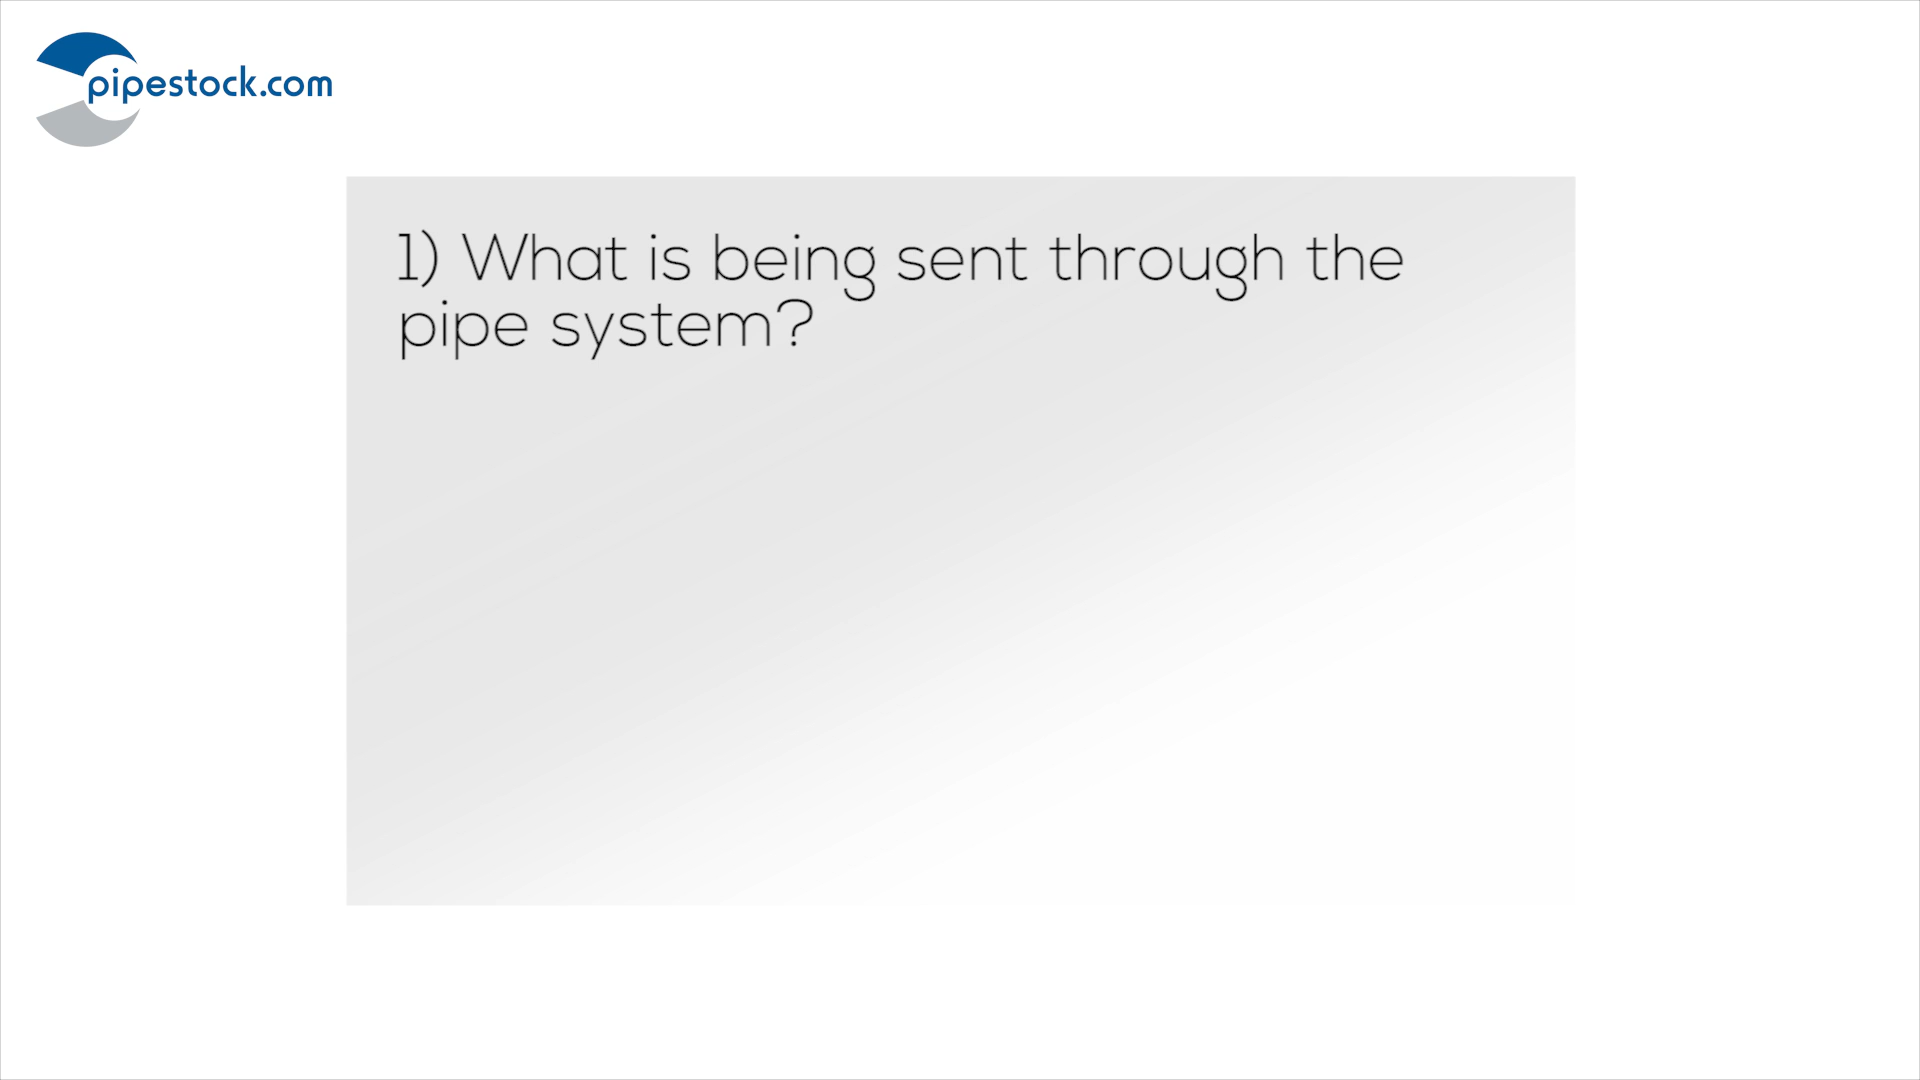 pipestock.com
1) What is being sent through the
pipe system?